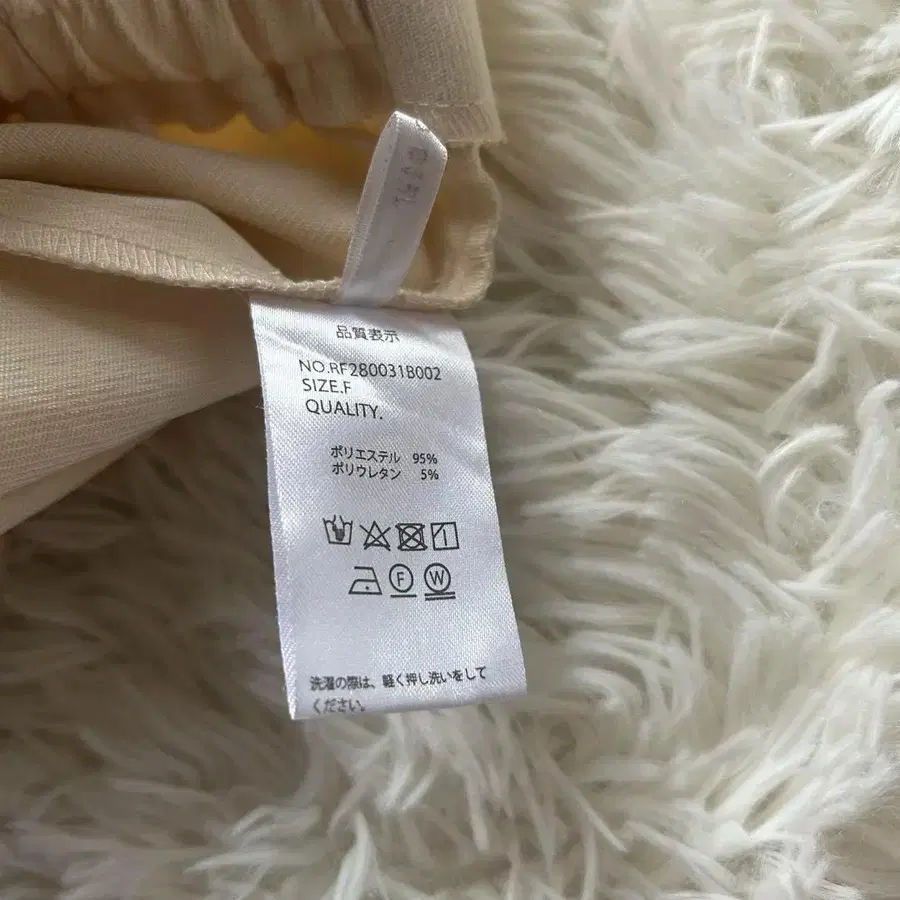 品質表示
NO.RF280031B002
SIZE.F
QUALITY.
ポリエステル 95%
ポリウレタン 5%
F W
洗濯の際は、軽く押し洗いをして
ください。